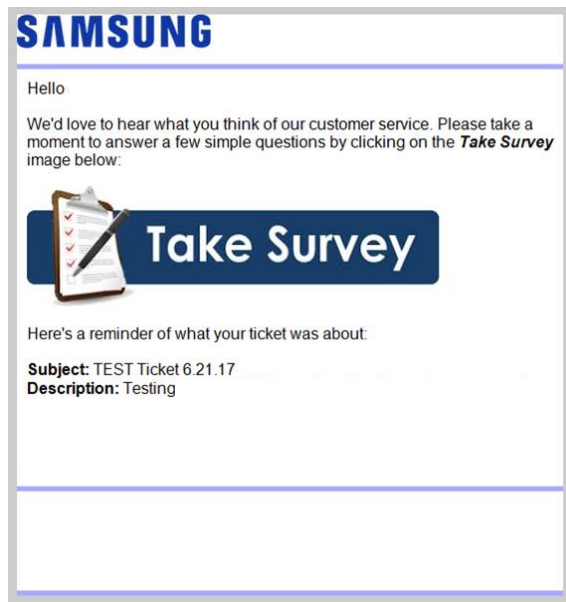 SAMSUNG
Hello
We'd love to hear what you think of our customer service. Please take a
moment to answer a few simple questions by clicking on the Take Survey
image below:
Take Survey
Here's a reminder of what your ticket was about:
Subject: TEST Ticket 6.21.17
Description: Testing